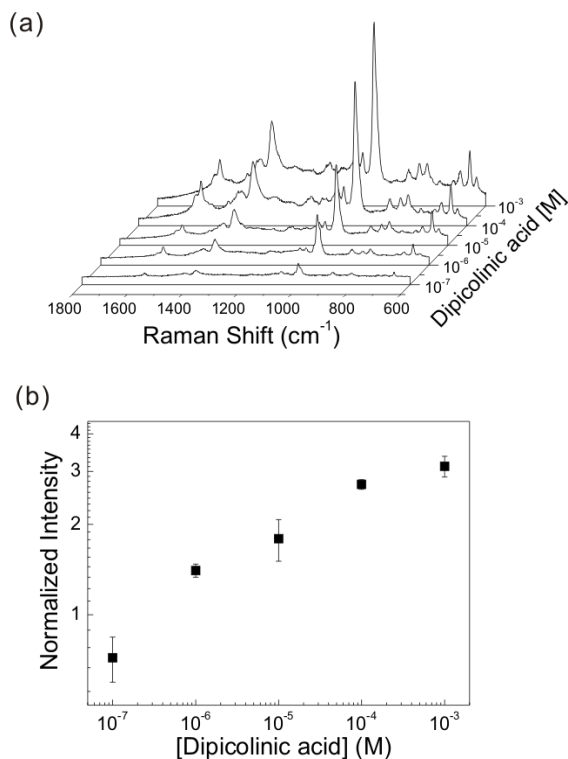 (a)
10⁻³
10⁻⁴
10⁻⁵
10⁻⁶
10⁻⁷
Dipicolinic acid [M]
1800 1600 1400 1200 1000 800 600
Raman Shift (cm⁻¹)
(b)
Normalized Intensity
4
3
2
1
10⁻⁷ 10⁻⁶ 10⁻⁵ 10⁻⁴ 10⁻³
[Dipicolinic acid] (M)